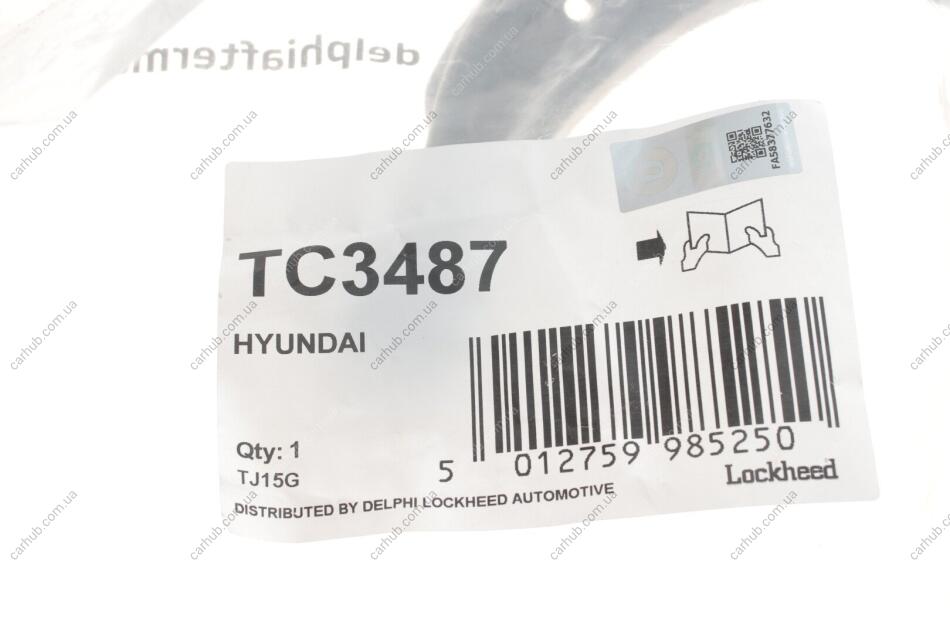 delphiafterm
FA58377632
TC3487
HYUNDAI
Qty: 1
TJ15G
5 012759 985250
Lockheed
DISTRIBUTED BY DELPHI LOCKHEED AUTOMOTIVE
carhub.com.ua